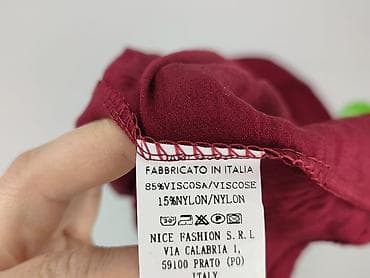 FABBRICATO IN ITALIA
85%VISCOSA/VISCOSE
15%NYLON/NYLON
NICE FASHION S.R.L
VIA CALABRIA 1,
59100 PRATO (PO)
ITALY